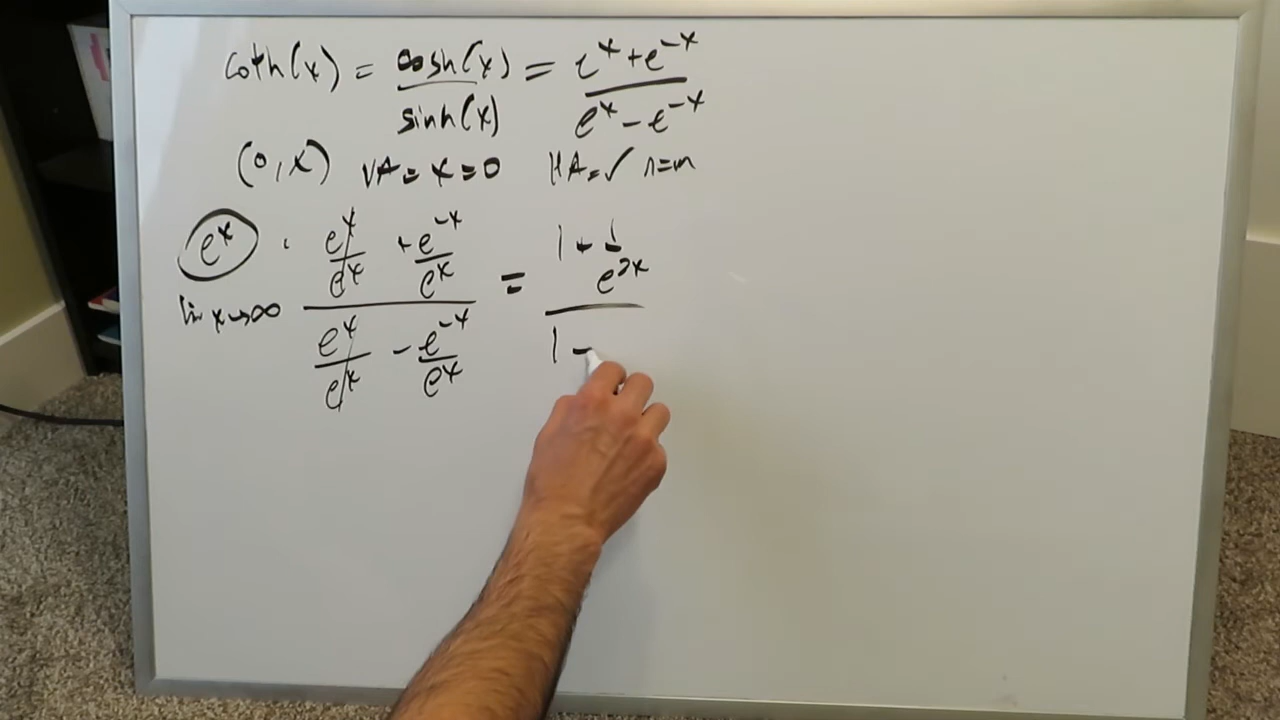 coth(x) = cosh(x)/sinh(x) = (e^x + e^-x)/(e^x - e^-x)
(0, x) VA = x = 0 HA = ✓ n=m
e^x · lim x→∞ (e^x/e^x + e^-x/e^x)/(e^x/e^x - e^-x/e^x) = (1 + 1/e^2x)/(1 -